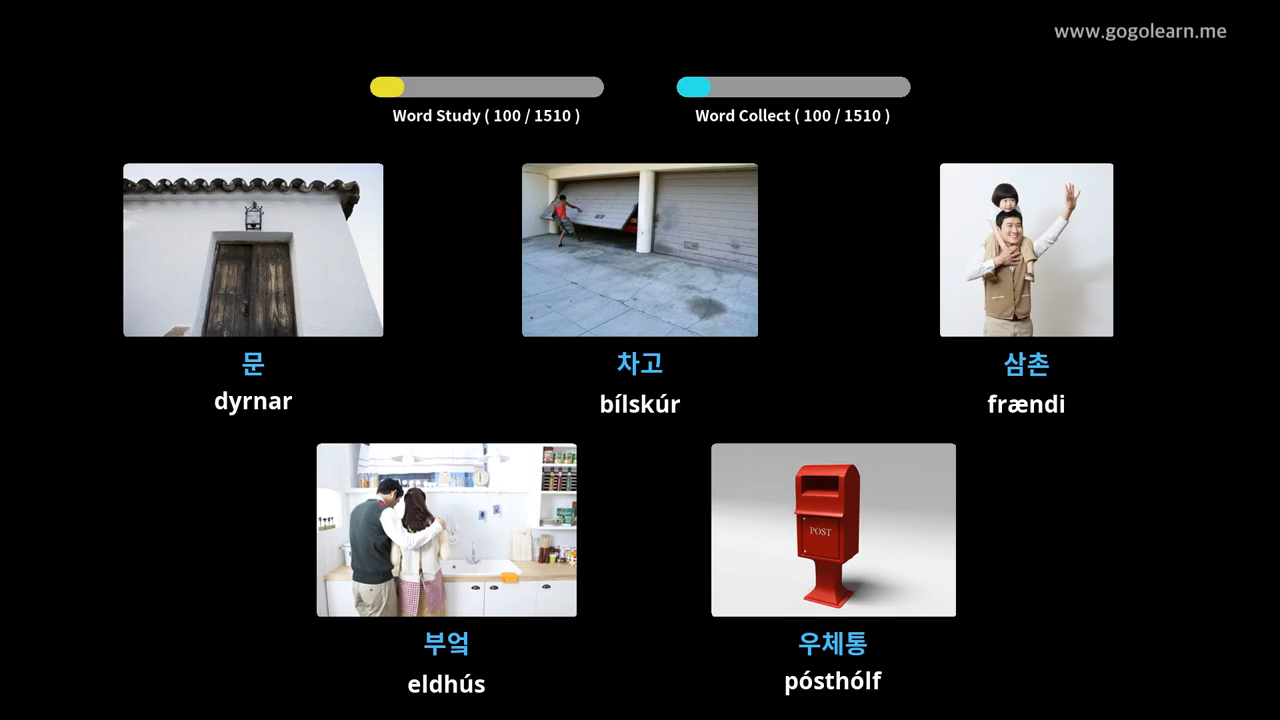 www.gogolearn.me
Word Study ( 100 / 1510 )
Word Collect ( 100 / 1510 )
문
dyrnar
차고
bílskúr
삼촌
frændi
POST
부엌
eldhús
우체통
pósthólf